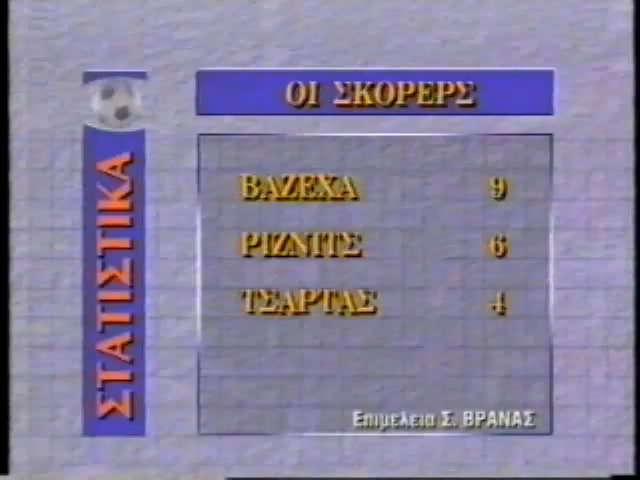 ΣΤΑΤΙΣΤΙΚΑ
ΟΙ ΣΚΟΡΕΡΣ
ΒΑΖΕΧΑ 9
ΡΙΖΝΙΤΣ 6
ΤΣΑΡΤΑΣ 4
Επιμελεια Σ. ΒΡΑΝΑΣ